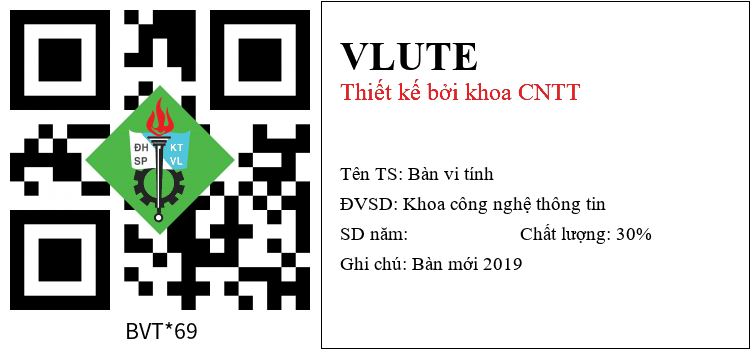 ĐH KT
SP VL
BVT*69
VLUTE
Thiết kế bởi khoa CNTT
Tên TS: Bàn vi tính
ĐVSD: Khoa công nghệ thông tin
SD năm: Chất lượng: 30%
Ghi chú: Bàn mới 2019